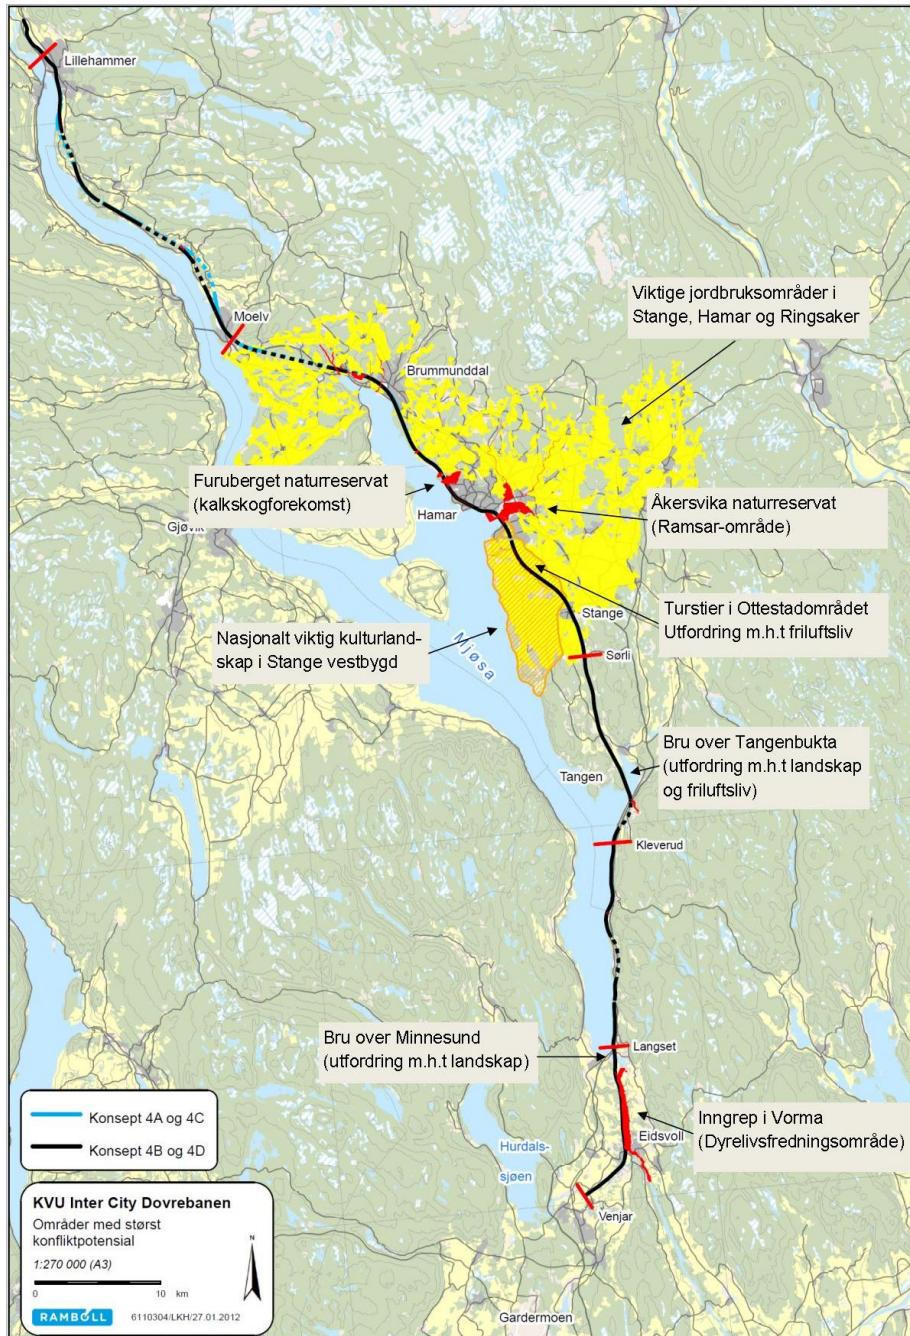 Lillehammer
Moelv
Viktige jordbruksområder i
Stange, Hamar og Ringsaker
Brummunddal
Furuberget naturreservat
(kalkskogforekomst)
Hamar
Åkersvika naturreservat
(Ramsar-område)
Gjøvik
Turstier i Ottestadområdet
Utfordring m.h.t friluftsliv
Stange
Nasjonalt viktig kulturland-
skap i Stange vestbygd
Mjøsa
Sørli
Bru over Tangenbukta
(utfordring m.h.t landskap
og friluftsliv)
Tangen
Kleverud
Bru over Minnesund
(utfordring m.h.t landskap)
Langset
Inngrep i Vorma
(Dyrelivsfredningsområde)
Eidsvoll
Hurdals-
sjøen
Venjar
Gardermoen
Konsept 4A og 4C
Konsept 4B og 4D
KVU Inter City Dovrebanen
Områder med størst
konfliktpotensial
1:270 000 (A3)
N
0 10 km
RAMBOLL 6110304/LKH/27.01.2012